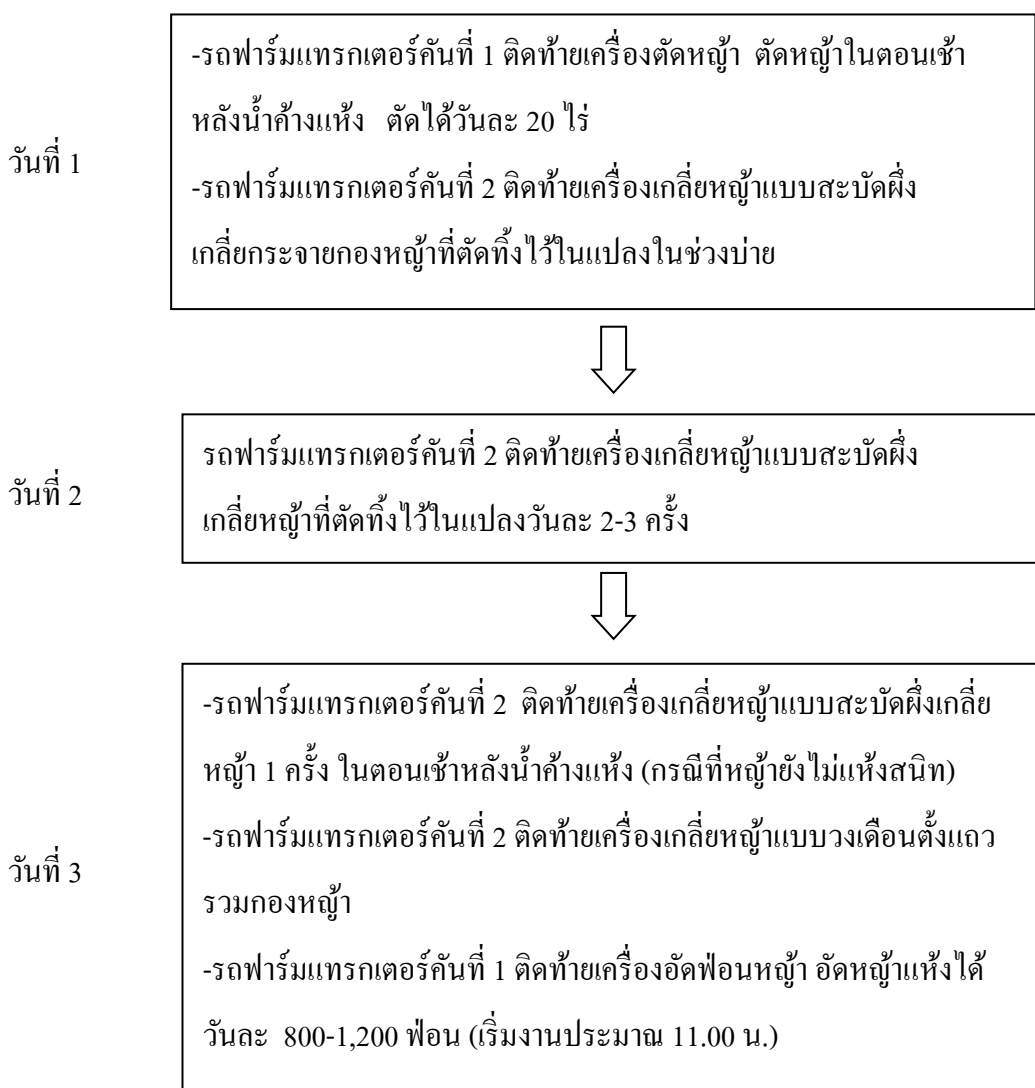 -รถฟาร์มแทรกเตอร์คันที่ 1 ติดท้ายเครื่องตัดหญ้า ตัดหญ้าในตอนเช้า
หลังน้ำค้างแห้ง ตัดได้วันละ 20 ไร่
วันที่ 1
-รถฟาร์มแทรกเตอร์คันที่ 2 ติดท้ายเครื่องเกลี่ยหญ้าแบบสะบัดผึ่ง
เกลี่ยกระจายกองหญ้าที่ตัดทิ้งไว้ในแปลงในช่วงบ่าย
รถฟาร์มแทรกเตอร์คันที่ 2 ติดท้ายเครื่องเกลี่ยหญ้าแบบสะบัดผึ่ง
วันที่ 2
เกลี่ยหญ้าที่ตัดทิ้งไว้ในแปลงวันละ 2-3 ครั้ง
-รถฟาร์มแทรกเตอร์คันที่ 2 ติดท้ายเครื่องเกลี่ยหญ้าแบบสะบัดผึ่งเกลี่ย
หญ้า 1 ครั้ง ในตอนเช้าหลังน้ำค้างแห้ง (กรณีที่หญ้ายังไม่แห้งสนิท)
-รถฟาร์มแทรกเตอร์คันที่ 2 ติดท้ายเครื่องเกลี่ยหญ้าแบบวงเดือนตั้งแถว
วันที่ 3
รวมกองหญ้า
-รถฟาร์มแทรกเตอร์คันที่ 1 ติดท้ายเครื่องอัดฟ่อนหญ้า อัดหญ้าแห้งได้
วันละ 800-1,200 ฟ่อน (เริ่มงานประมาณ 11.00 น.)